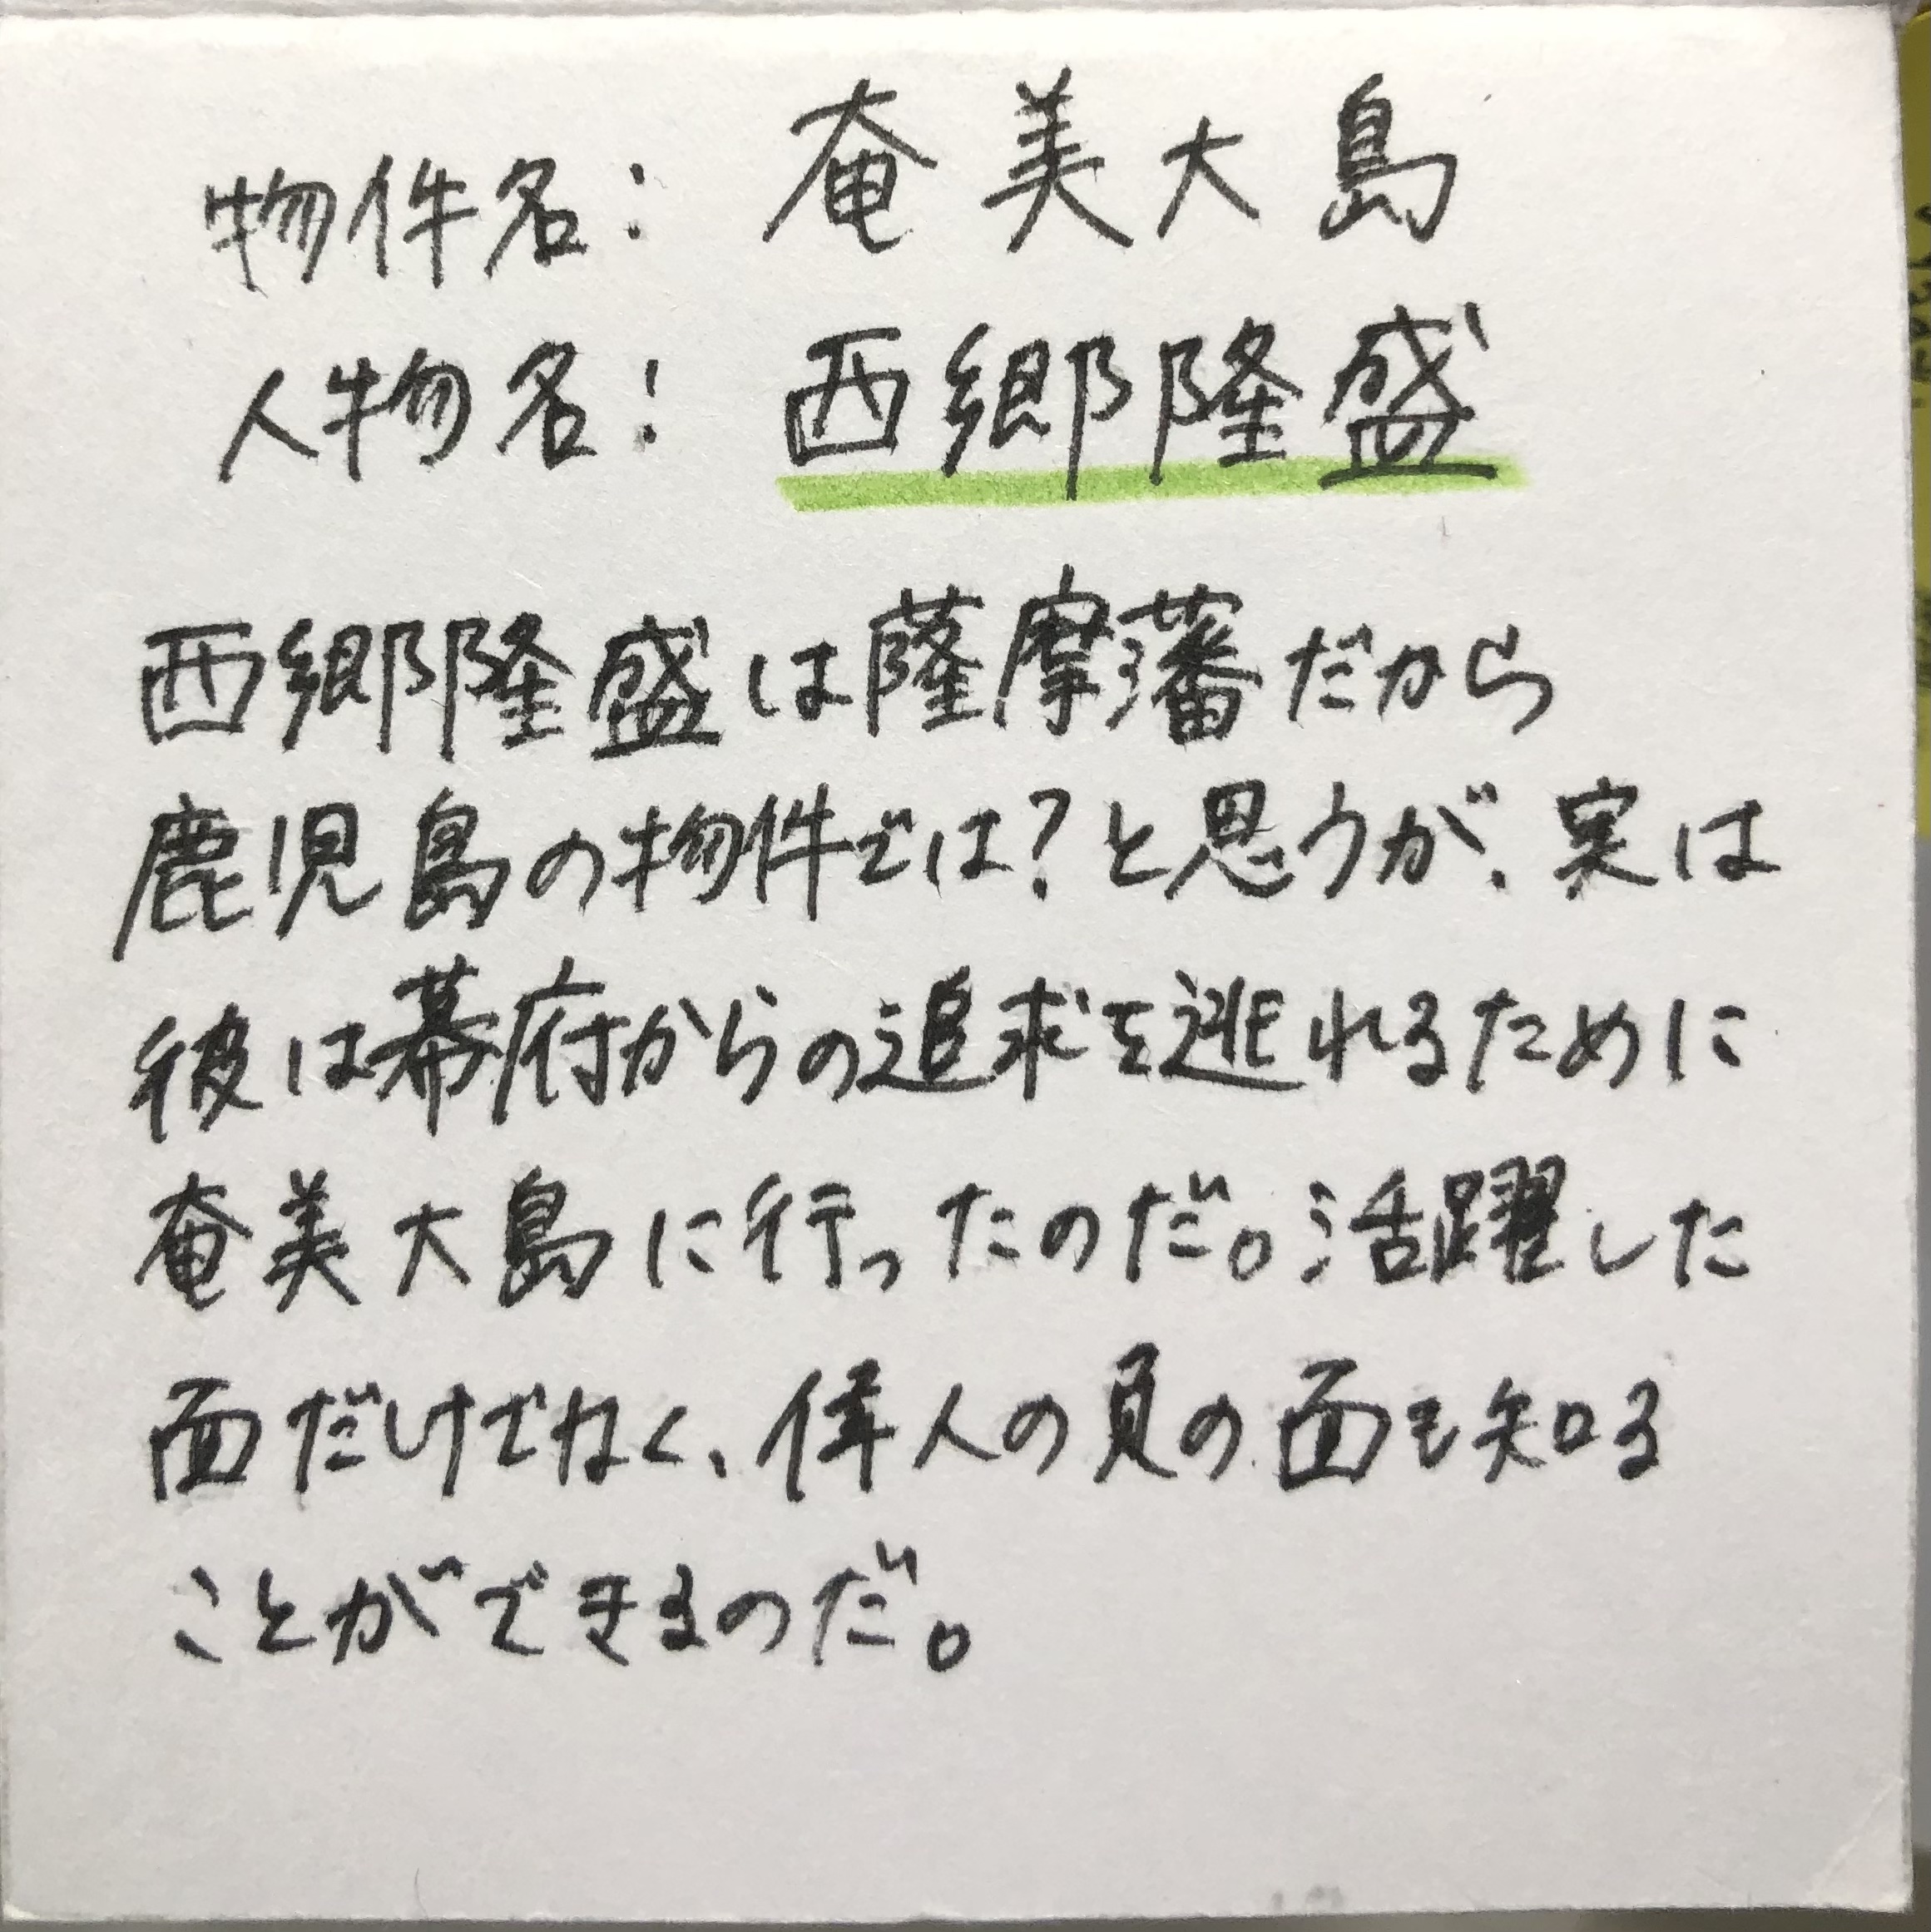 物件名: 奄美大島
人物名: 西郷隆盛
西郷隆盛は薩摩藩だから
鹿児島の物件では?と思うが、実は
彼は幕府からの追求を逃れるために
奄美大島に行ったのだ。活躍した
面だけでなく、偉人の負の面も知る
ことができるのだ。